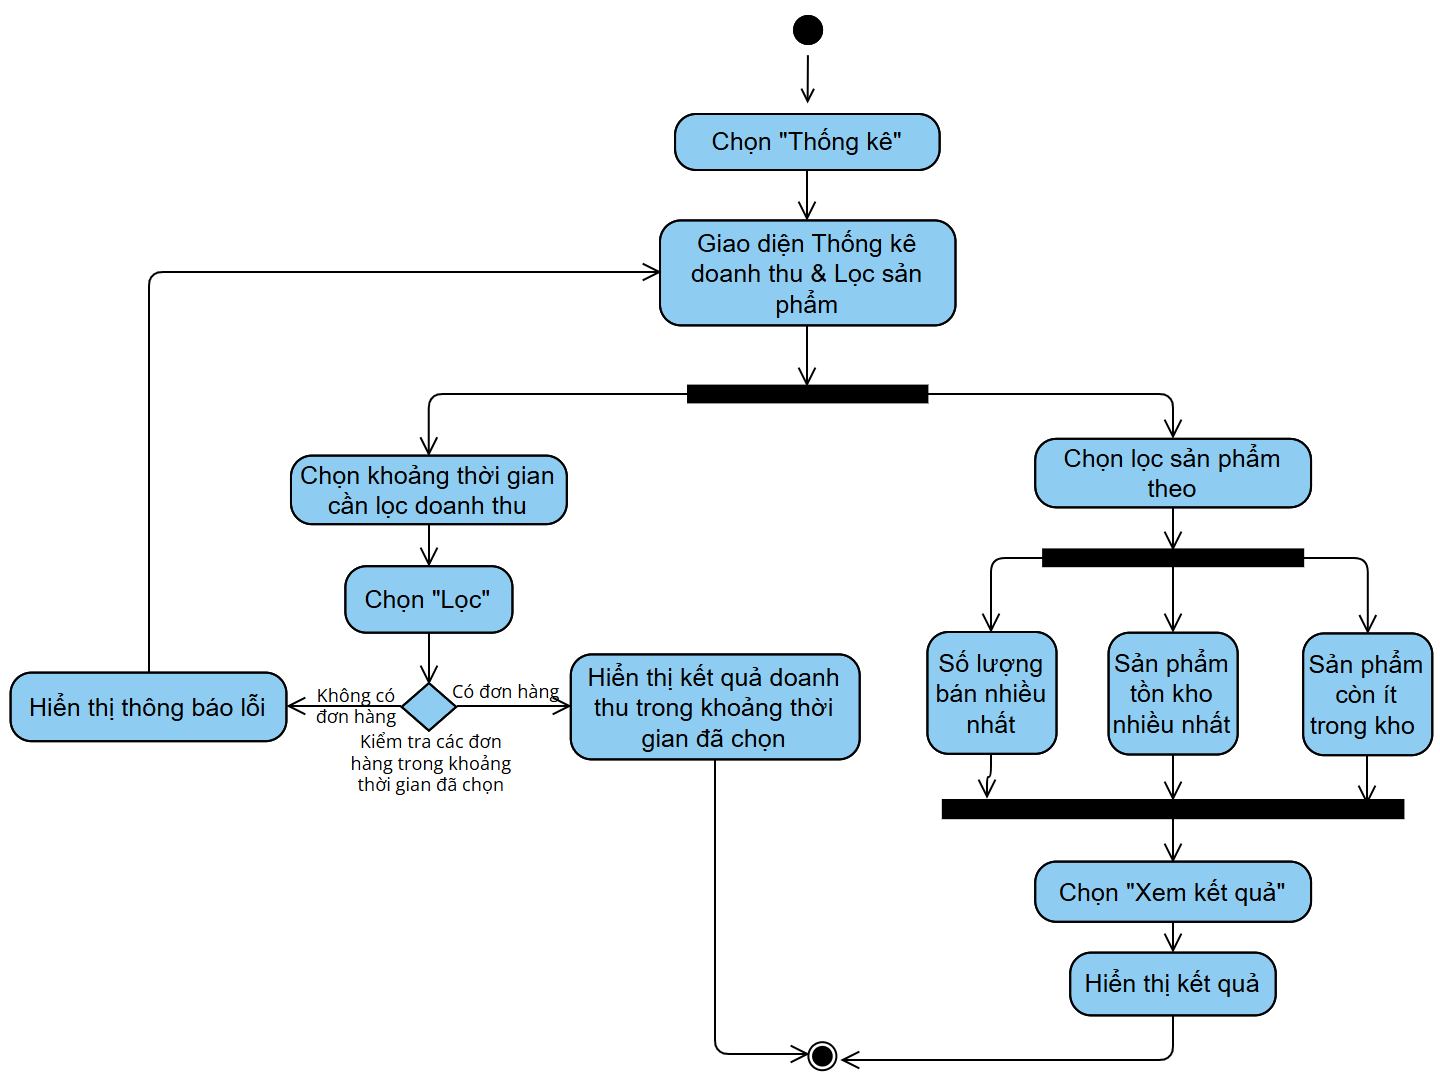 Chọn "Thống kê"
Giao diện Thống kê
doanh thu & Lọc sản
phẩm
Chọn khoảng thời gian
cần lọc doanh thu
Chọn "Lọc"
Hiển thị thông báo lỗi
Không có
đơn hàng
Có đơn hàng
Kiểm tra các đơn
hàng trong khoảng
thời gian đã chọn
Hiển thị kết quả doanh
thu trong khoảng thời
gian đã chọn
Chọn lọc sản phẩm
theo
Số lượng
bán nhiều
nhất
Sản phẩm
tồn kho
nhiều nhất
Sản phẩm
còn ít
trong kho
Chọn "Xem kết quả"
Hiển thị kết quả